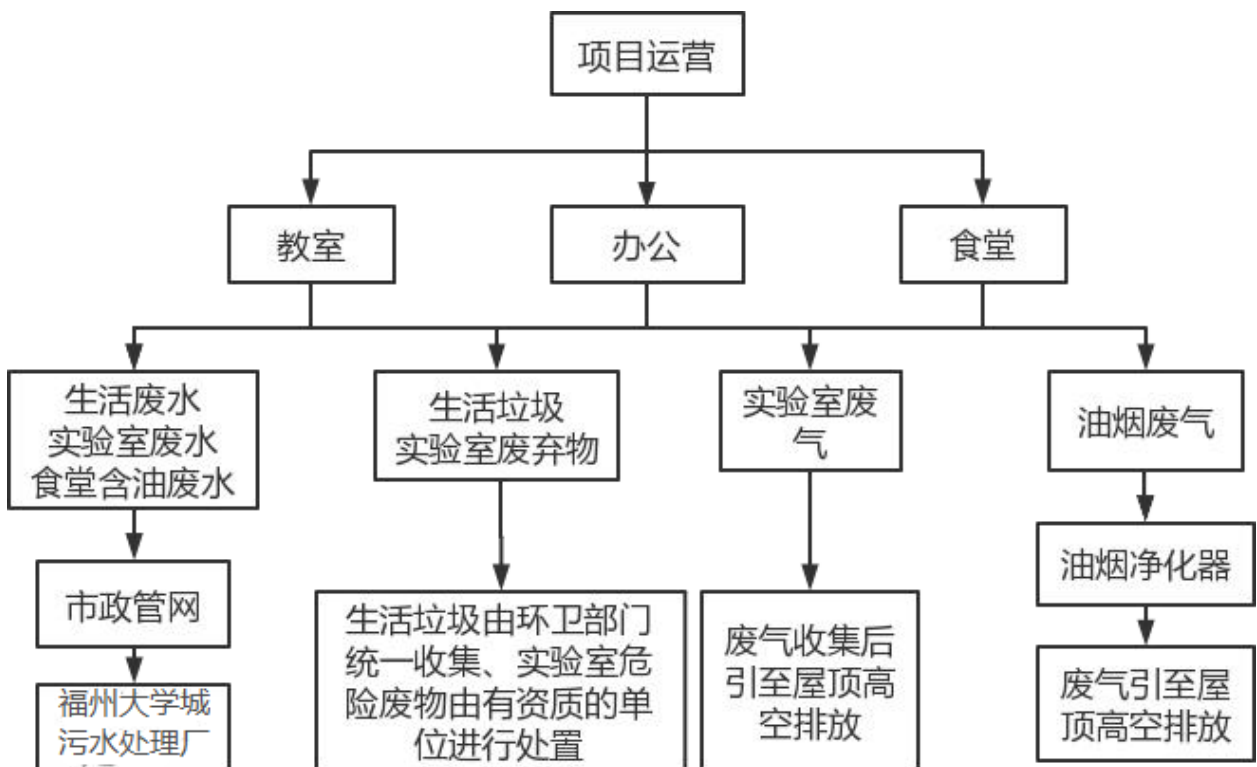 项目运营
教室
办公
食堂
生活废水
实验室废水
食堂含油废水
生活垃圾
实验室废弃物
实验室废
气
油烟废气
市政管网
油烟净化器
生活垃圾由环卫部门
统一收集、实验室危
险废物由有资质的单
位进行处置
废气收集后
引至屋顶高
空排放
废气引至屋
顶高空排放
福州大学城
污水处理厂